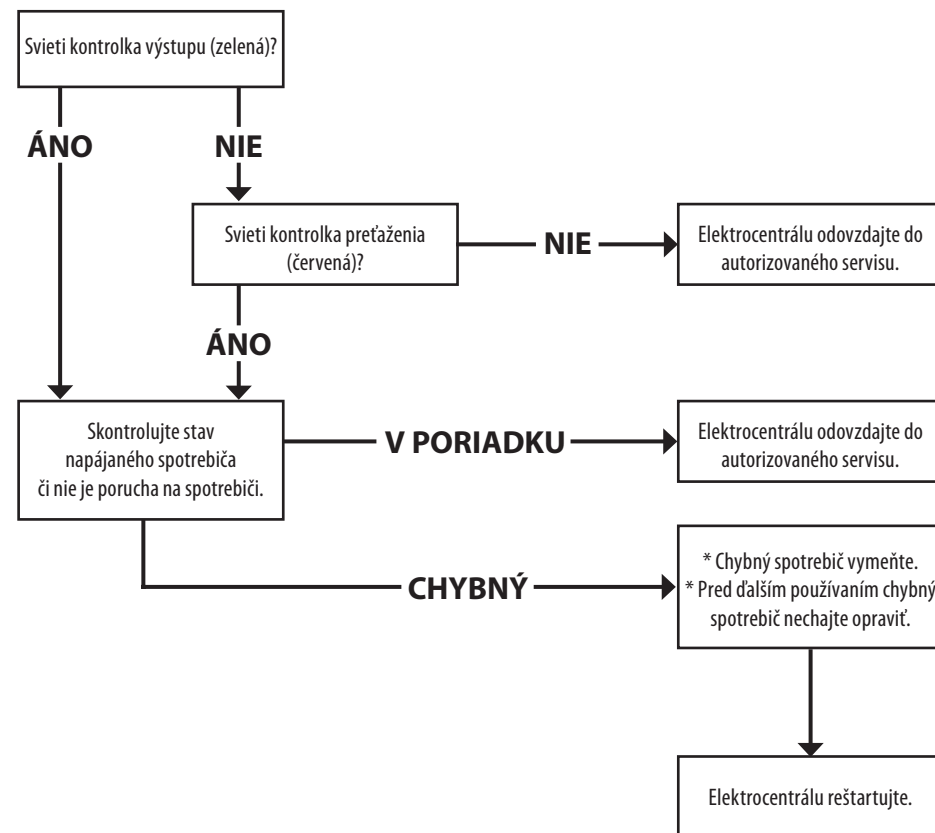 Svieti kontrolka výstupu (zelená)?
ÁNO
NIE
Svieti kontrolka preťaženia
(červená)?
NIE
Elektrocentrálu odovzdajte do
autorizovaného servisu.
ÁNO
Skontrolujte stav
napájaného spotrebiča
či nie je porucha na spotrebiči.
V PORIADKU
Elektrocentrálu odovzdajte do
autorizovaného servisu.
CHYBNÝ
* Chybný spotrebič vymeňte.
* Pred ďalším používaním chybný
spotrebič nechajte opraviť.
Elektrocentrálu reštartujte.